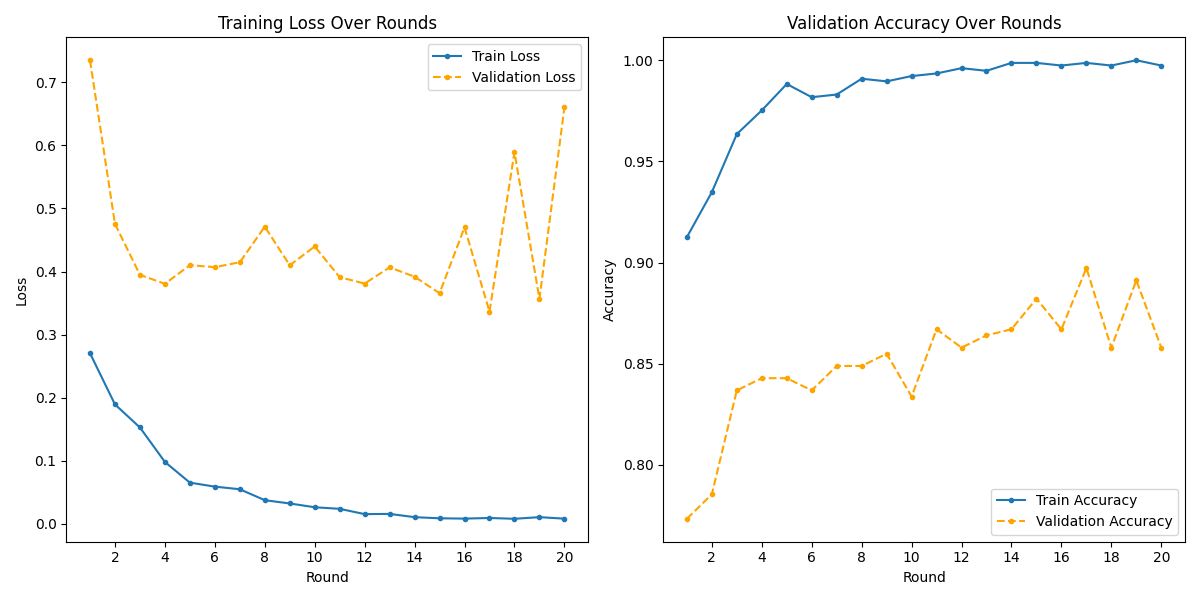 Training Loss Over Rounds
Train Loss
Validation Loss
0.7
0.6
0.5
0.4
0.3
0.2
0.1
0.0
Loss
2 4 6 8 10 12 14 16 18 20
Round
Validation Accuracy Over Rounds
1.00
0.95
0.90
0.85
0.80
Accuracy
Train Accuracy
Validation Accuracy
2 4 6 8 10 12 14 16 18 20
Round